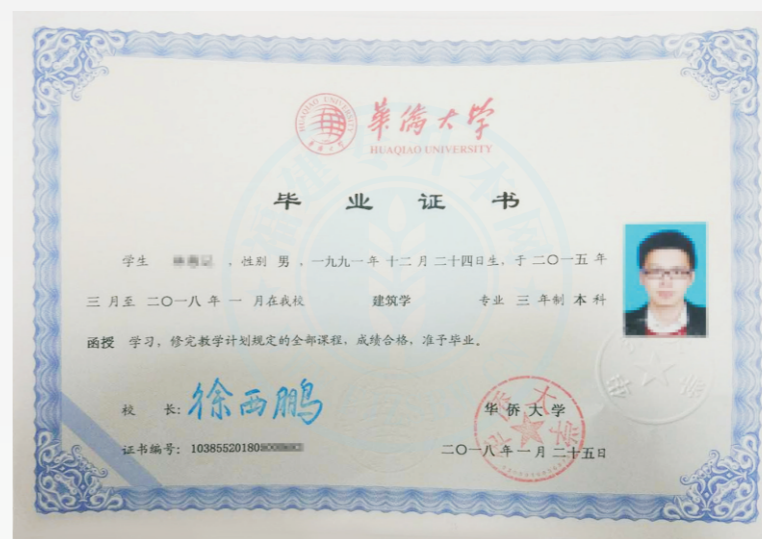 華僑大学
HUAQIAO UNIVERSITY
毕业证书
学生 ，性别 男 ，一九九一年 十二 月 二十四日生，于 二〇一五 年
三 月至 二〇一八 年 一 月在我校 建筑学 专业 三 年制 本 科
函授 学习，修完教学计划规定的全部课程，成绩合格，准予毕业。
校 长：徐西鹏
华侨大学
证书编号：10385520180
二〇一八年一月二十五日